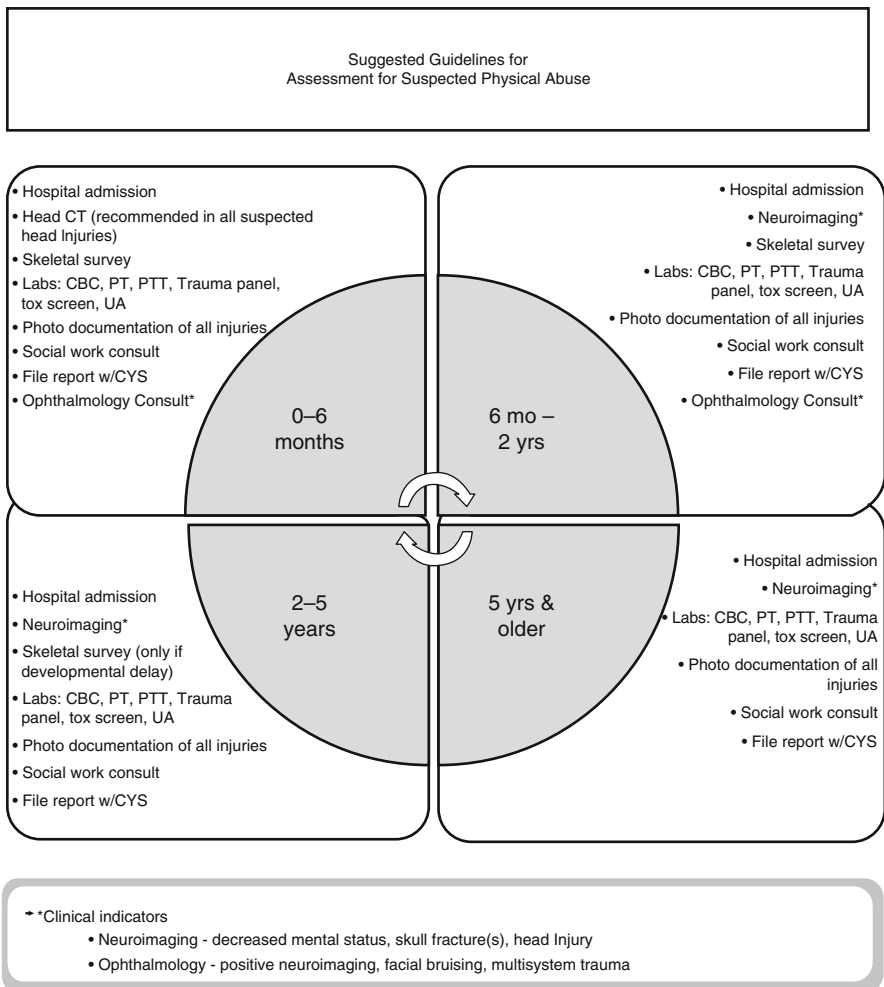 Suggested Guidelines for
Assessment for Suspected Physical Abuse
• Hospital admission
• Head CT (recommended in all suspected
head Injuries)
• Skeletal survey
• Labs: CBC, PT, PTT, Trauma panel,
tox screen, UA
• Photo documentation of all injuries
• Social work consult
• File report w/CYS
• Ophthalmology Consult*
0–6
months
• Hospital admission
• Neuroimaging*
• Skeletal survey
• Labs: CBC, PT, PTT, Trauma
panel, tox screen, UA
• Photo documentation of all injuries
• Social work consult
• File report w/CYS
• Ophthalmology Consult*
6 mo –
2 yrs
• Hospital admission
• Neuroimaging*
• Skeletal survey (only if
developmental delay)
• Labs: CBC, PT, PTT, Trauma
panel, tox screen, UA
• Photo documentation of all injuries
• Social work consult
• File report w/CYS
2–5
years
• Hospital admission
• Neuroimaging*
• Labs: CBC, PT, PTT, Trauma
panel, tox screen, UA
• Photo documentation of all
injuries
• Social work consult
• File report w/CYS
5 yrs &
older
*Clinical indicators
• Neuroimaging - decreased mental status, skull fracture(s), head Injury
• Ophthalmology - positive neuroimaging, facial bruising, multisystem trauma